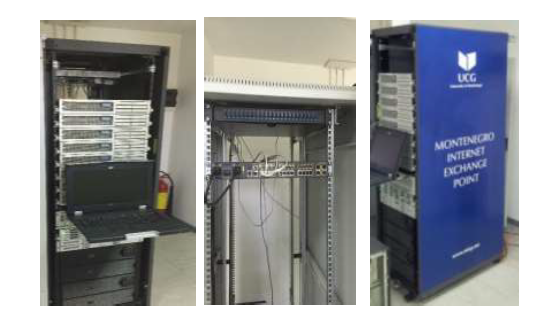 UCG
MONTENEGRO
INTERNET
EXCHANGE
POINT